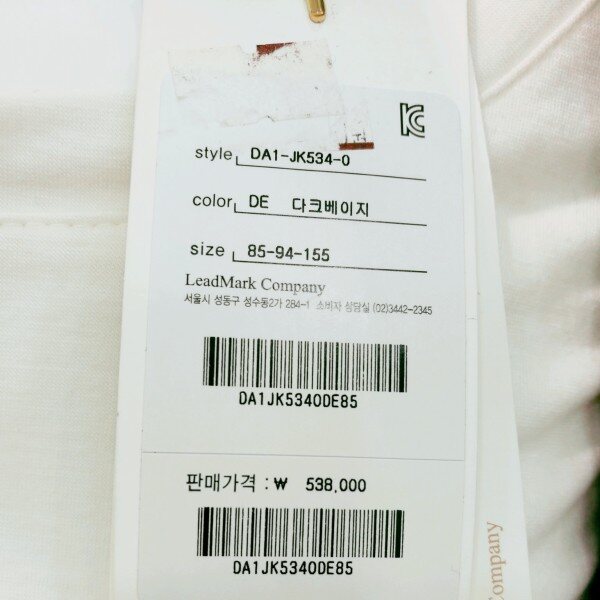 KC
style DA1-JK534-0
color DE 다크베이지
size 85-94-155
LeadMark Company
서울시 성동구 성수동2가 284-1 소비자 상담실 (02)3442-2345
DA1JK5340DE85
판매가격 : ₩ 538,000
DA1JK5340DE85
Company